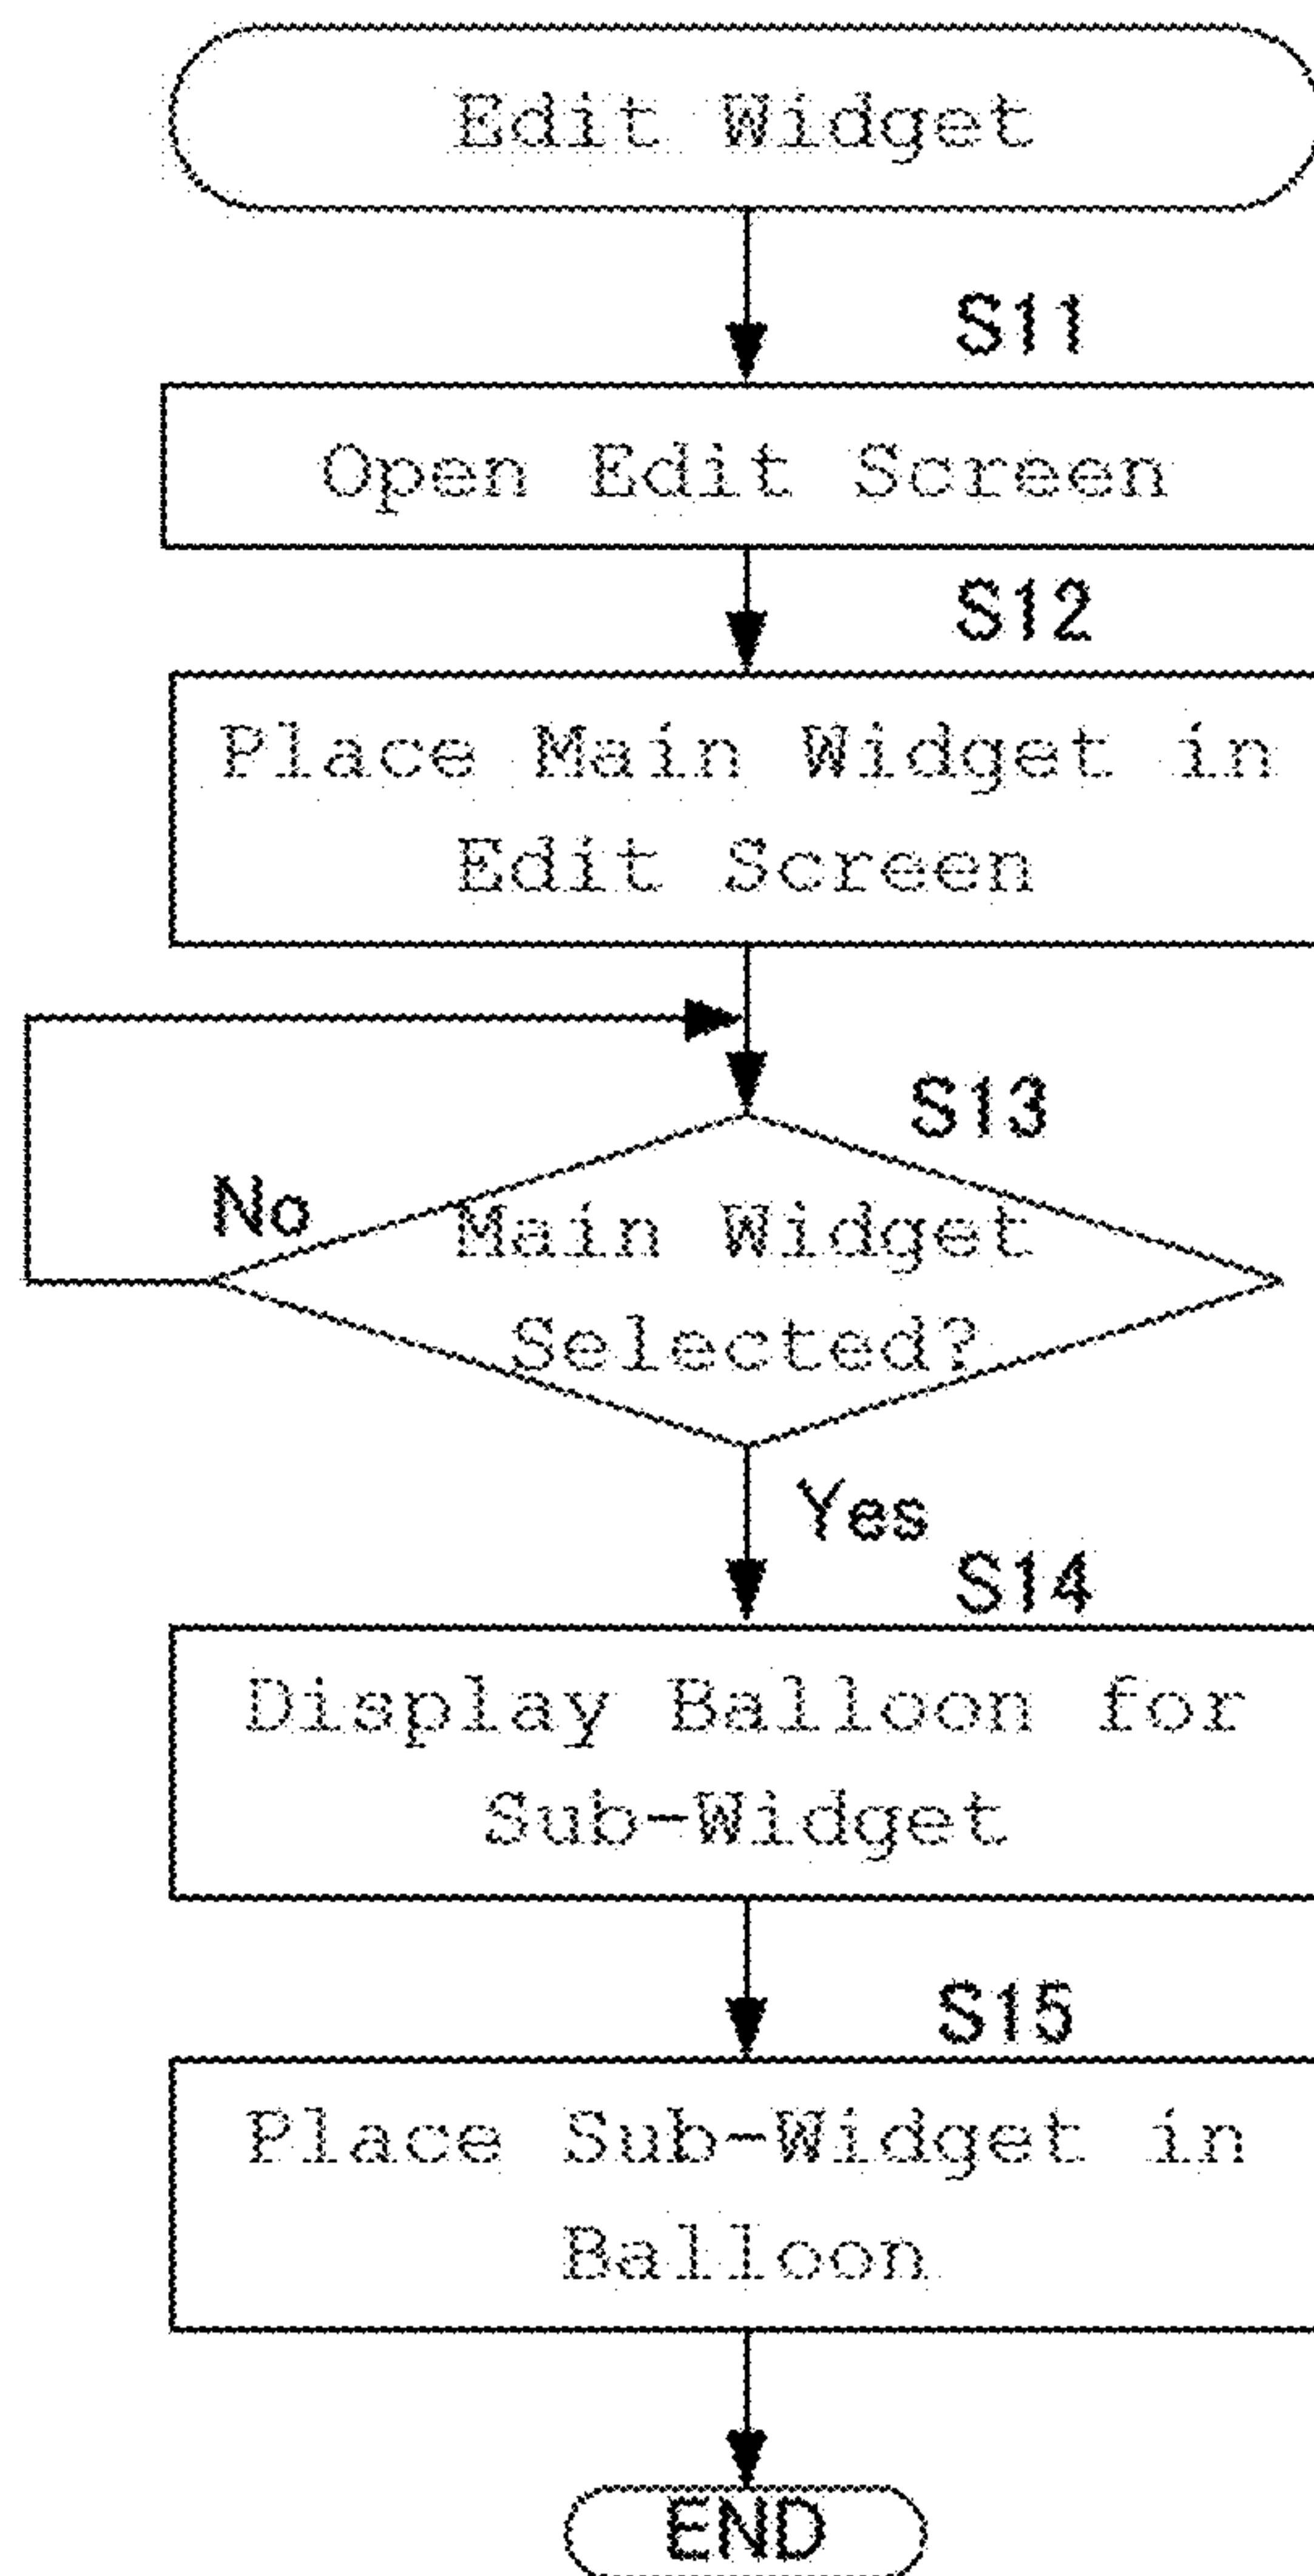 Edit Widget
S11
Open Edit Screen
S12
Place Main Widget in
Edit Screen
S13
No
Main Widget
Selected?
Yes
S14
Display Balloon for
Sub-Widget
S15
Place Sub-Widget in
Balloon
END